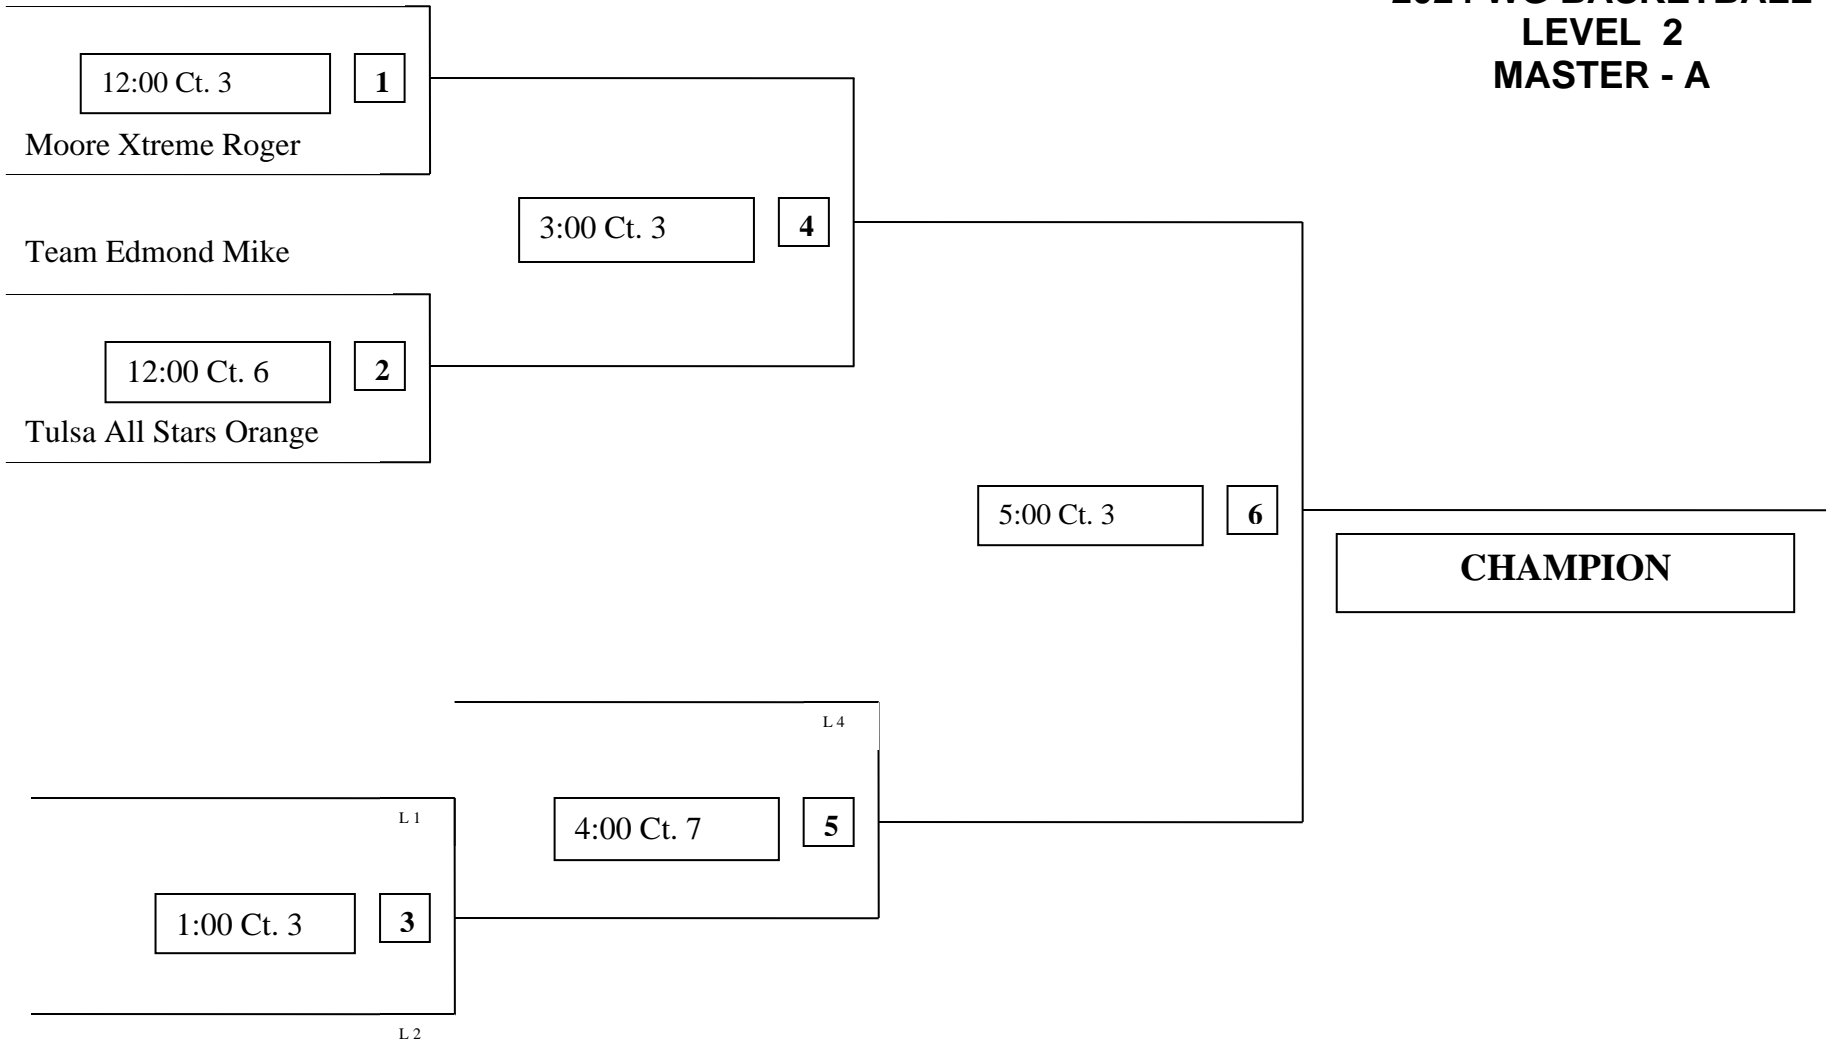 LEVEL 2
MASTER - A
12:00 Ct. 3
1
Moore Xtreme Roger
3:00 Ct. 3
4
Team Edmond Mike
12:00 Ct. 6
2
Tulsa All Stars Orange
5:00 Ct. 3
6
CHAMPION
L 4
L 1
4:00 Ct. 7
5
1:00 Ct. 3
3
L 2